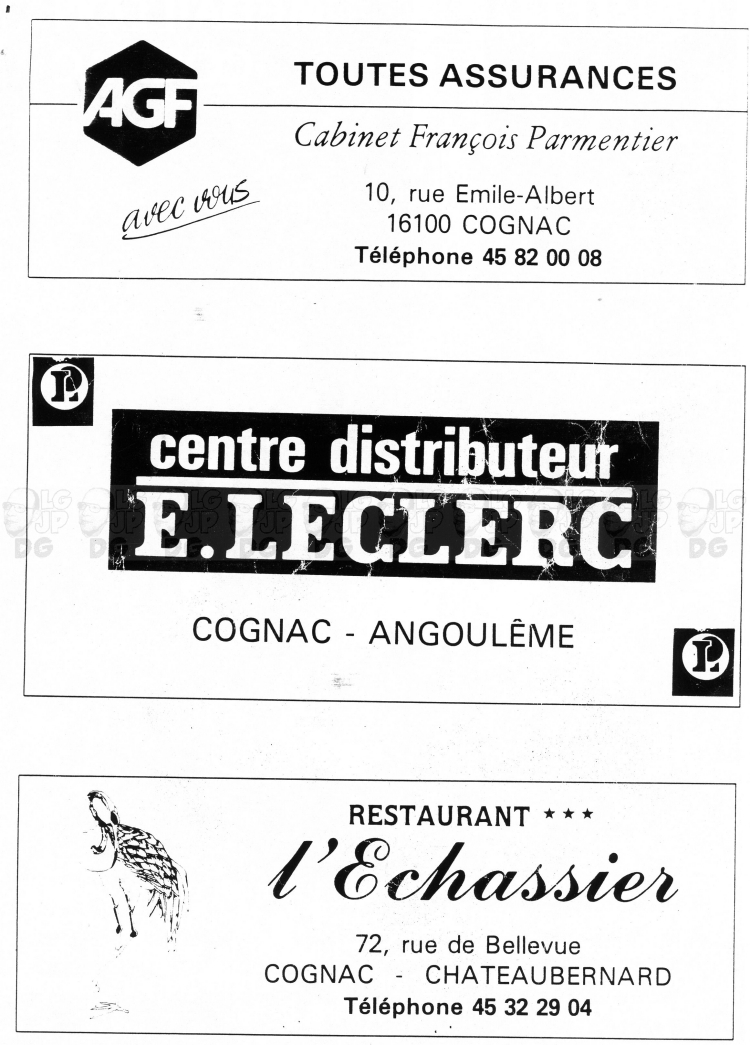 AGF
TOUTES ASSURANCES
Cabinet François Parmentier
avec vous
10, rue Emile-Albert
16100 COGNAC
Téléphone 45 82 00 08
centre distributeur
E.LECLERC
COGNAC - ANGOULÊME
RESTAURANT ***
l'Echassier
72, rue de Bellevue
COGNAC - CHATEAUBERNARD
Téléphone 45 32 29 04